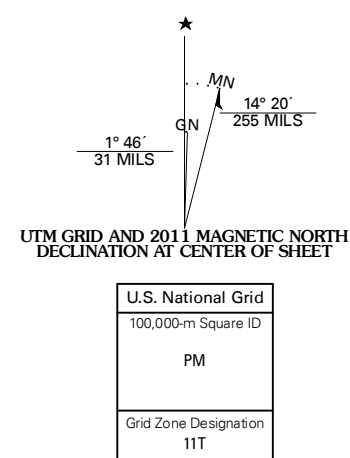 ★
MN
14° 20´
255 MILS
GN
1° 46´
31 MILS
UTM GRID AND 2011 MAGNETIC NORTH
DECLINATION AT CENTER OF SHEET
U.S. National Grid
100,000-m Square ID
PM
Grid Zone Designation
11T